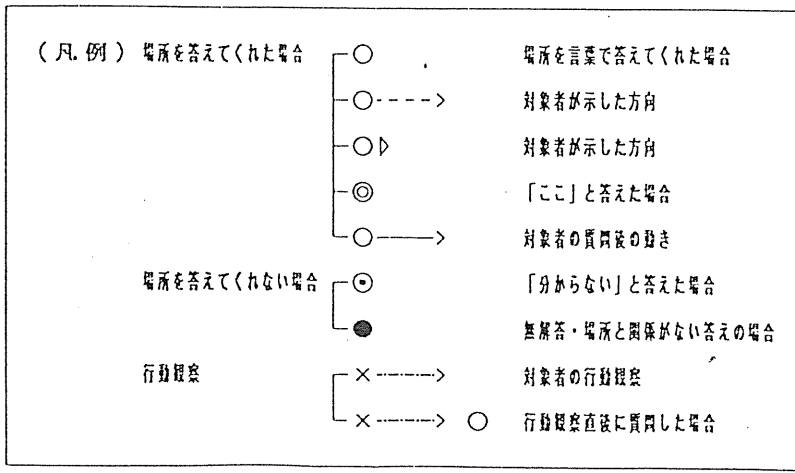 (凡例) 場所を答えてくれた場合 場所を言葉で答えてくれた場合
対象者が示した方向
対象者が示した方向
「ここ」と答えた場合
対象者の質問後の動き
場所を答えてくれない場合 「分からない」と答えた場合
無解答・場所と関係がない答えの場合
行動観察 対象者の行動観察
行動観察直後に質問した場合